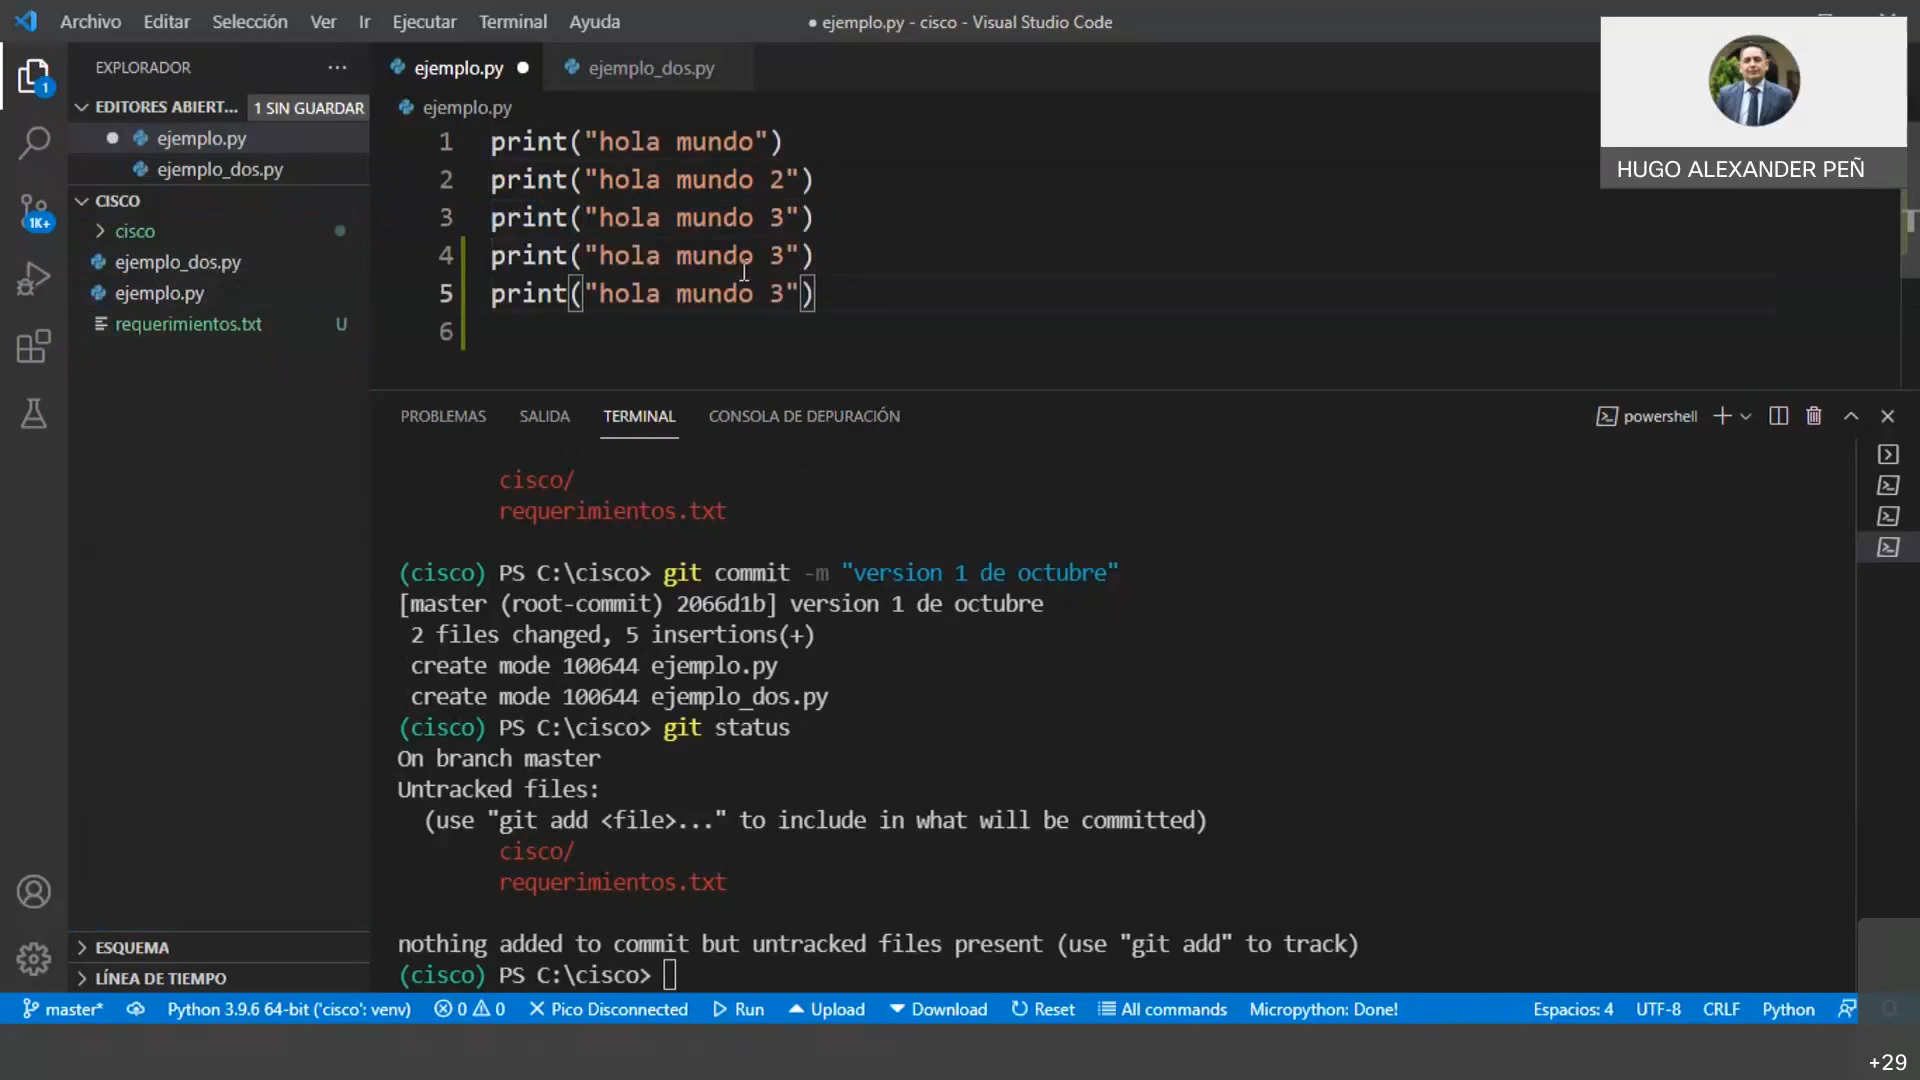 Archivo Editar Selección Ver Ir Ejecutar Terminal Ayuda
● ejemplo.py - cisco - Visual Studio Code
EXPLORADOR
EDITORES ABIERT... 1 SIN GUARDAR
ejemplo.py
ejemplo_dos.py
CISCO
cisco
ejemplo_dos.py
ejemplo.py
requerimientos.txt U
1
1K+
ESQUEMA
LÍNEA DE TIEMPO
ejemplo.py ejemplo_dos.py
ejemplo.py
1 print("hola mundo")
2 print("hola mundo 2")
3 print("hola mundo 3")
4 print("hola mundo 3")
5 print("hola mundo 3")
6
HUGO ALEXANDER PEÑ
PROBLEMAS SALIDA TERMINAL CONSOLA DE DEPURACIÓN
powershell
cisco/
requerimientos.txt
(cisco) PS C:\cisco> git commit -m "version 1 de octubre"
[master (root-commit) 2066d1b] version 1 de octubre
2 files changed, 5 insertions(+)
create mode 100644 ejemplo.py
create mode 100644 ejemplo_dos.py
(cisco) PS C:\cisco> git status
On branch master
Untracked files:
(use "git add <file>..." to include in what will be committed)
cisco/
requerimientos.txt
nothing added to commit but untracked files present (use "git add" to track)
(cisco) PS C:\cisco>
master* Python 3.9.6 64-bit ('cisco': venv) 0 0 Pico Disconnected Run Upload Download Reset All commands Micropython: Done! Espacios: 4 UTF-8 CRLF Python
+29